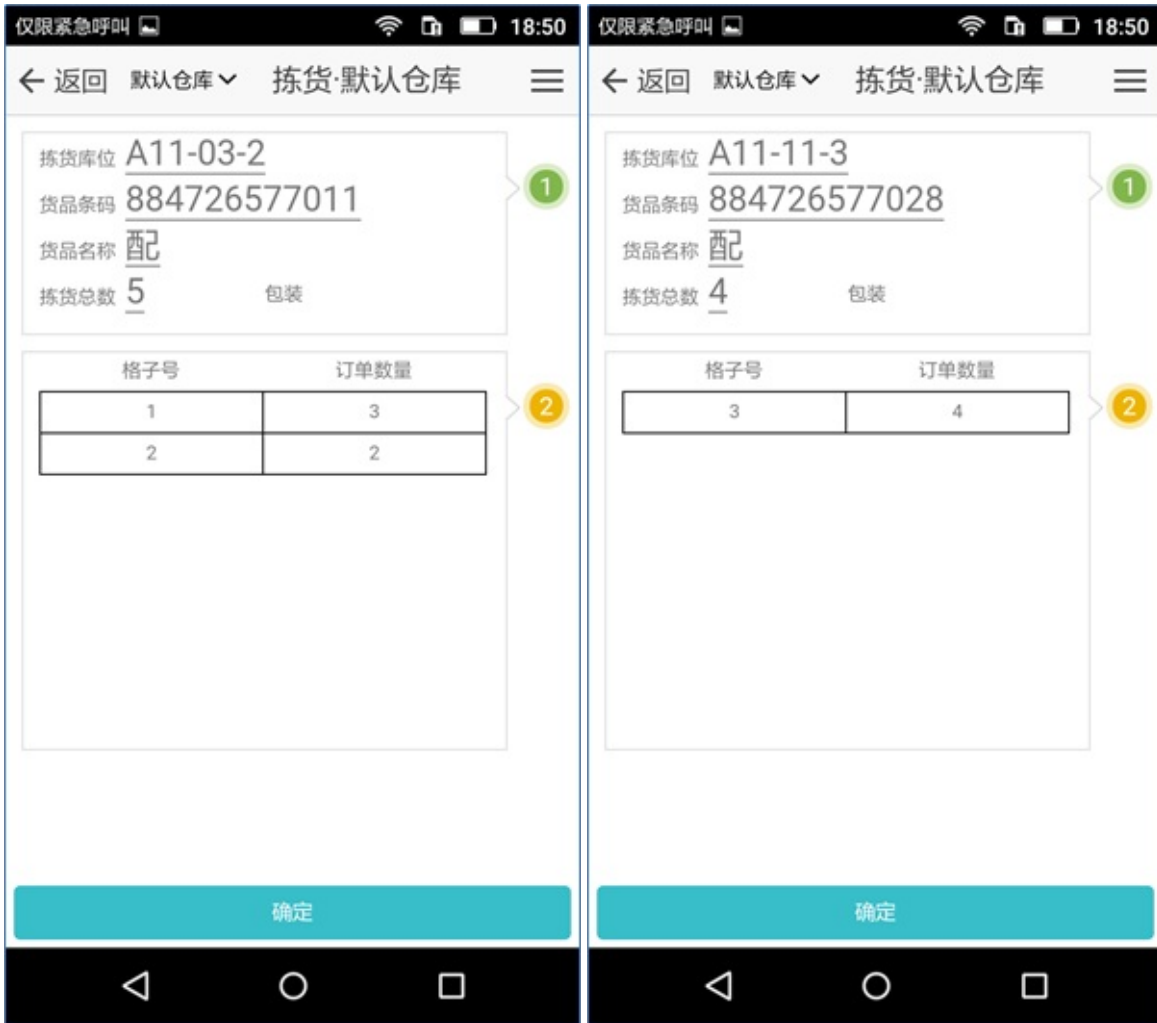 仅限紧急呼叫 18:50
返回 默认仓库 拣货·默认仓库
拣货库位 A11-03-2
货品条码 884726577011
货品名称 配
拣货总数 5 包装
1
格子号 订单数量
1 3
2 2
2
确定
仅限紧急呼叫 18:50
返回 默认仓库 拣货·默认仓库
拣货库位 A11-11-3
货品条码 884726577028
货品名称 配
拣货总数 4 包装
1
格子号 订单数量
3 4
2
确定